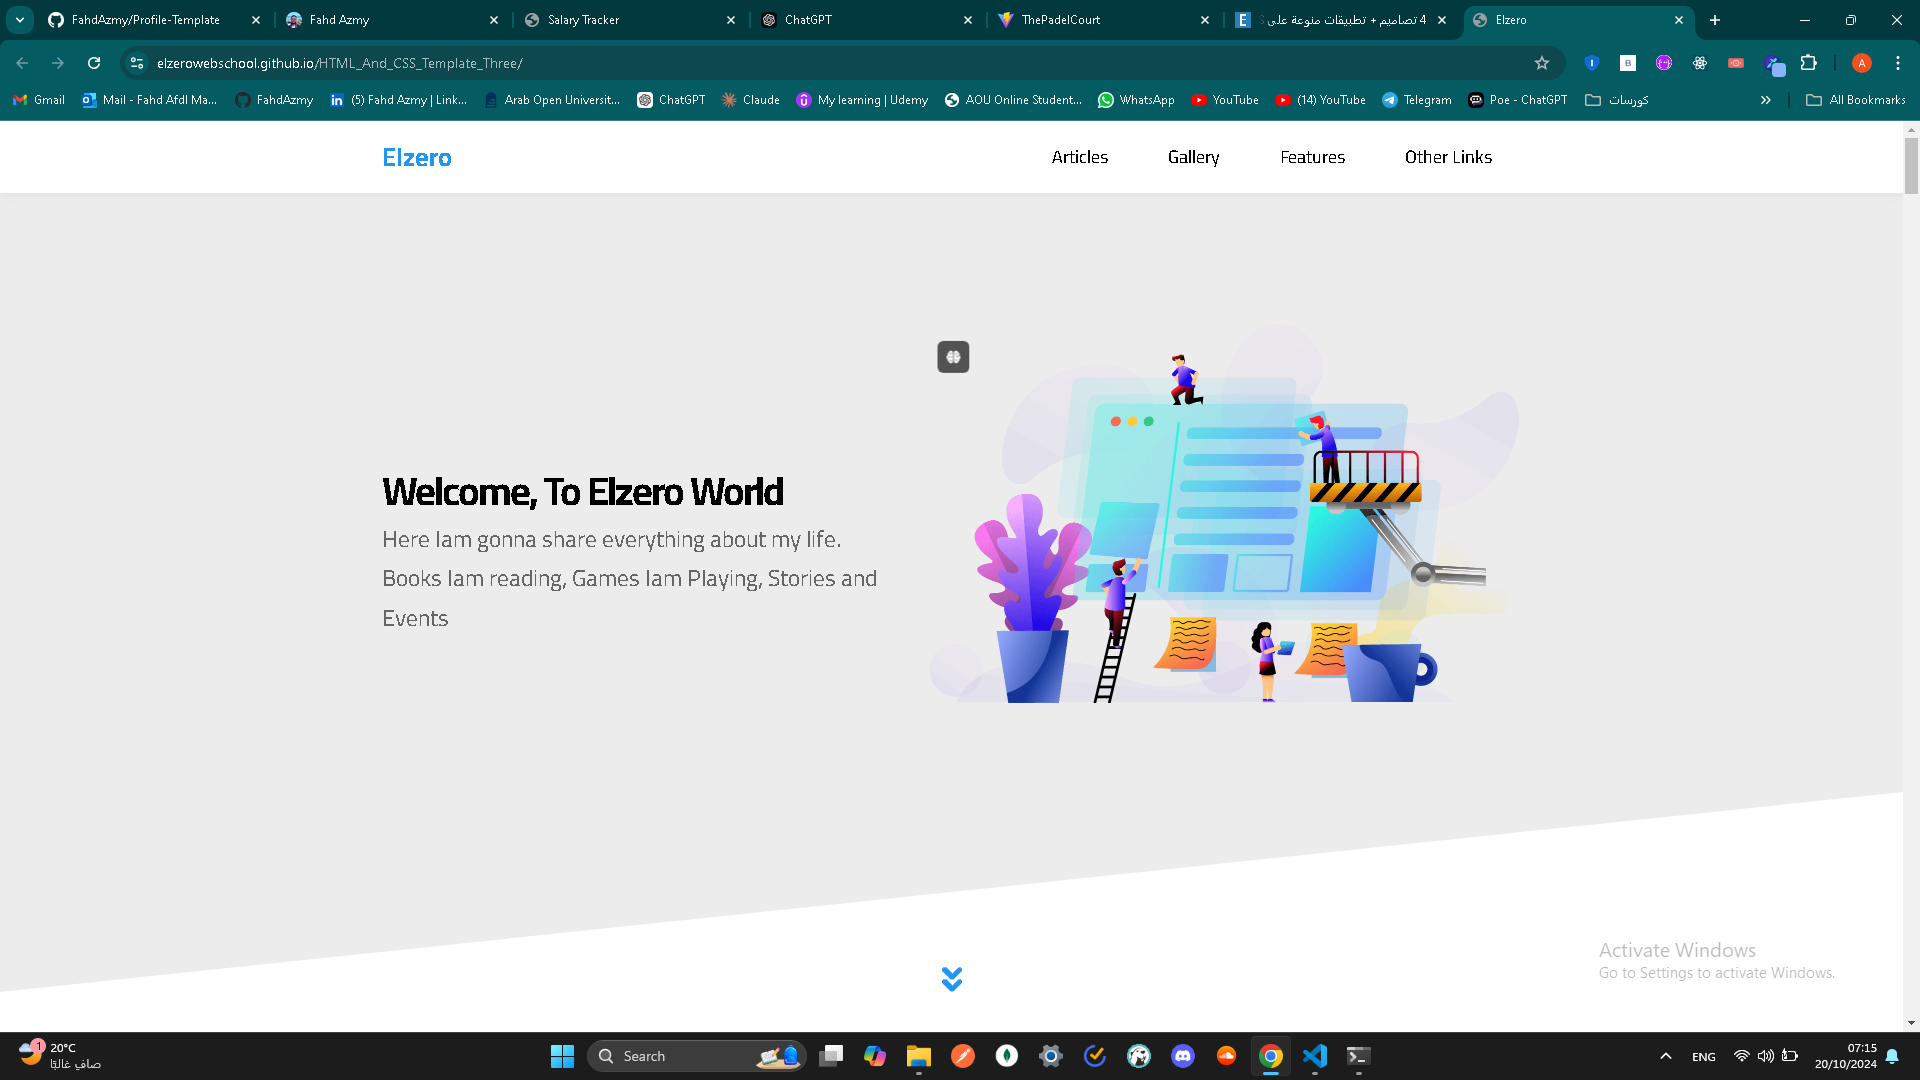 FahdAzmy/Profile-Template
Fahd Azmy
Salary Tracker
ChatGPT
ThePadelCourt
4 تصاميم + تطبيقات منوعة على
Elzero
elzerowebschool.github.io/HTML_And_CSS_Template_Three/
A
Gmail
Mail - Fahd Afdl Ma...
FahdAzmy
(5) Fahd Azmy | Link...
Arab Open Universit...
ChatGPT
Claude
My learning | Udemy
AOU Online Student...
WhatsApp
YouTube
(14) YouTube
Telegram
Poe - ChatGPT
كورسات
All Bookmarks
Elzero
Articles
Gallery
Features
Other Links
Welcome, To Elzero World
Here Iam gonna share everything about my life.
Books Iam reading, Games Iam Playing, Stories and
Events
Activate Windows
Go to Settings to activate Windows.
1
20°C
صافٍ غالبًا
Search
ENG
07:15
20/10/2024